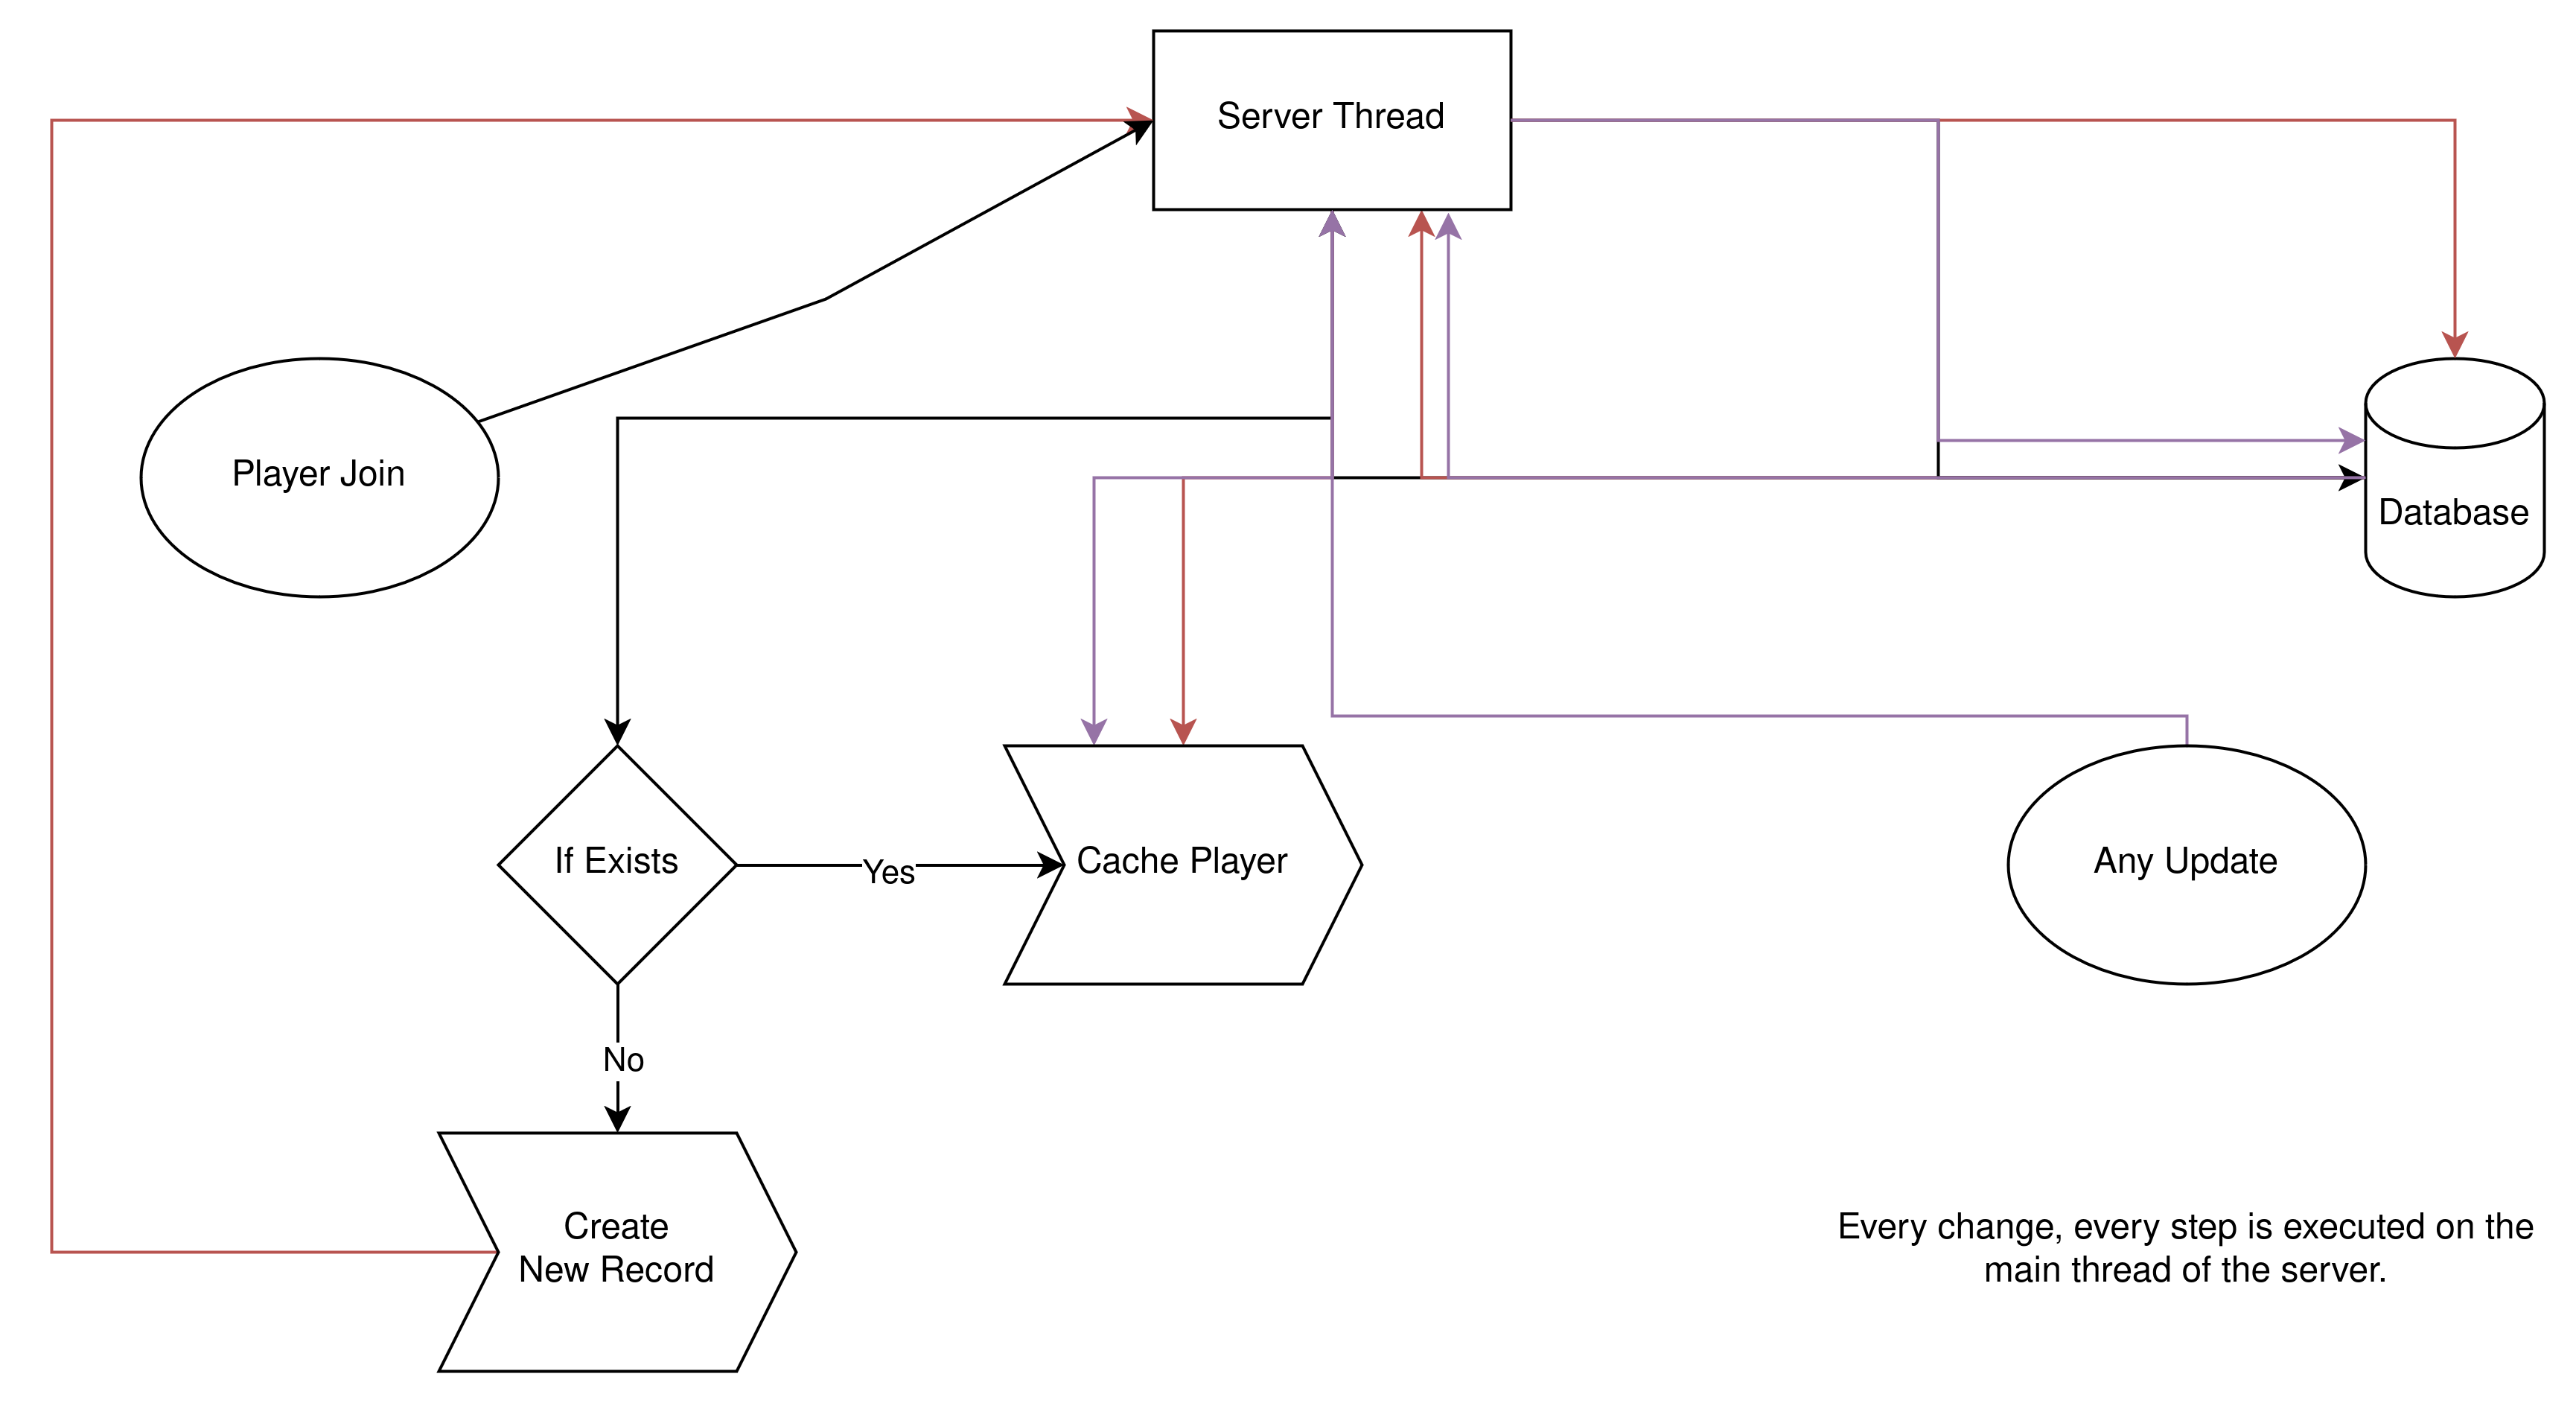 Server Thread
Player Join
Database
If Exists
Yes
Cache Player
Any Update
No
Create
New Record
Every change, every step is executed on the
main thread of the server.